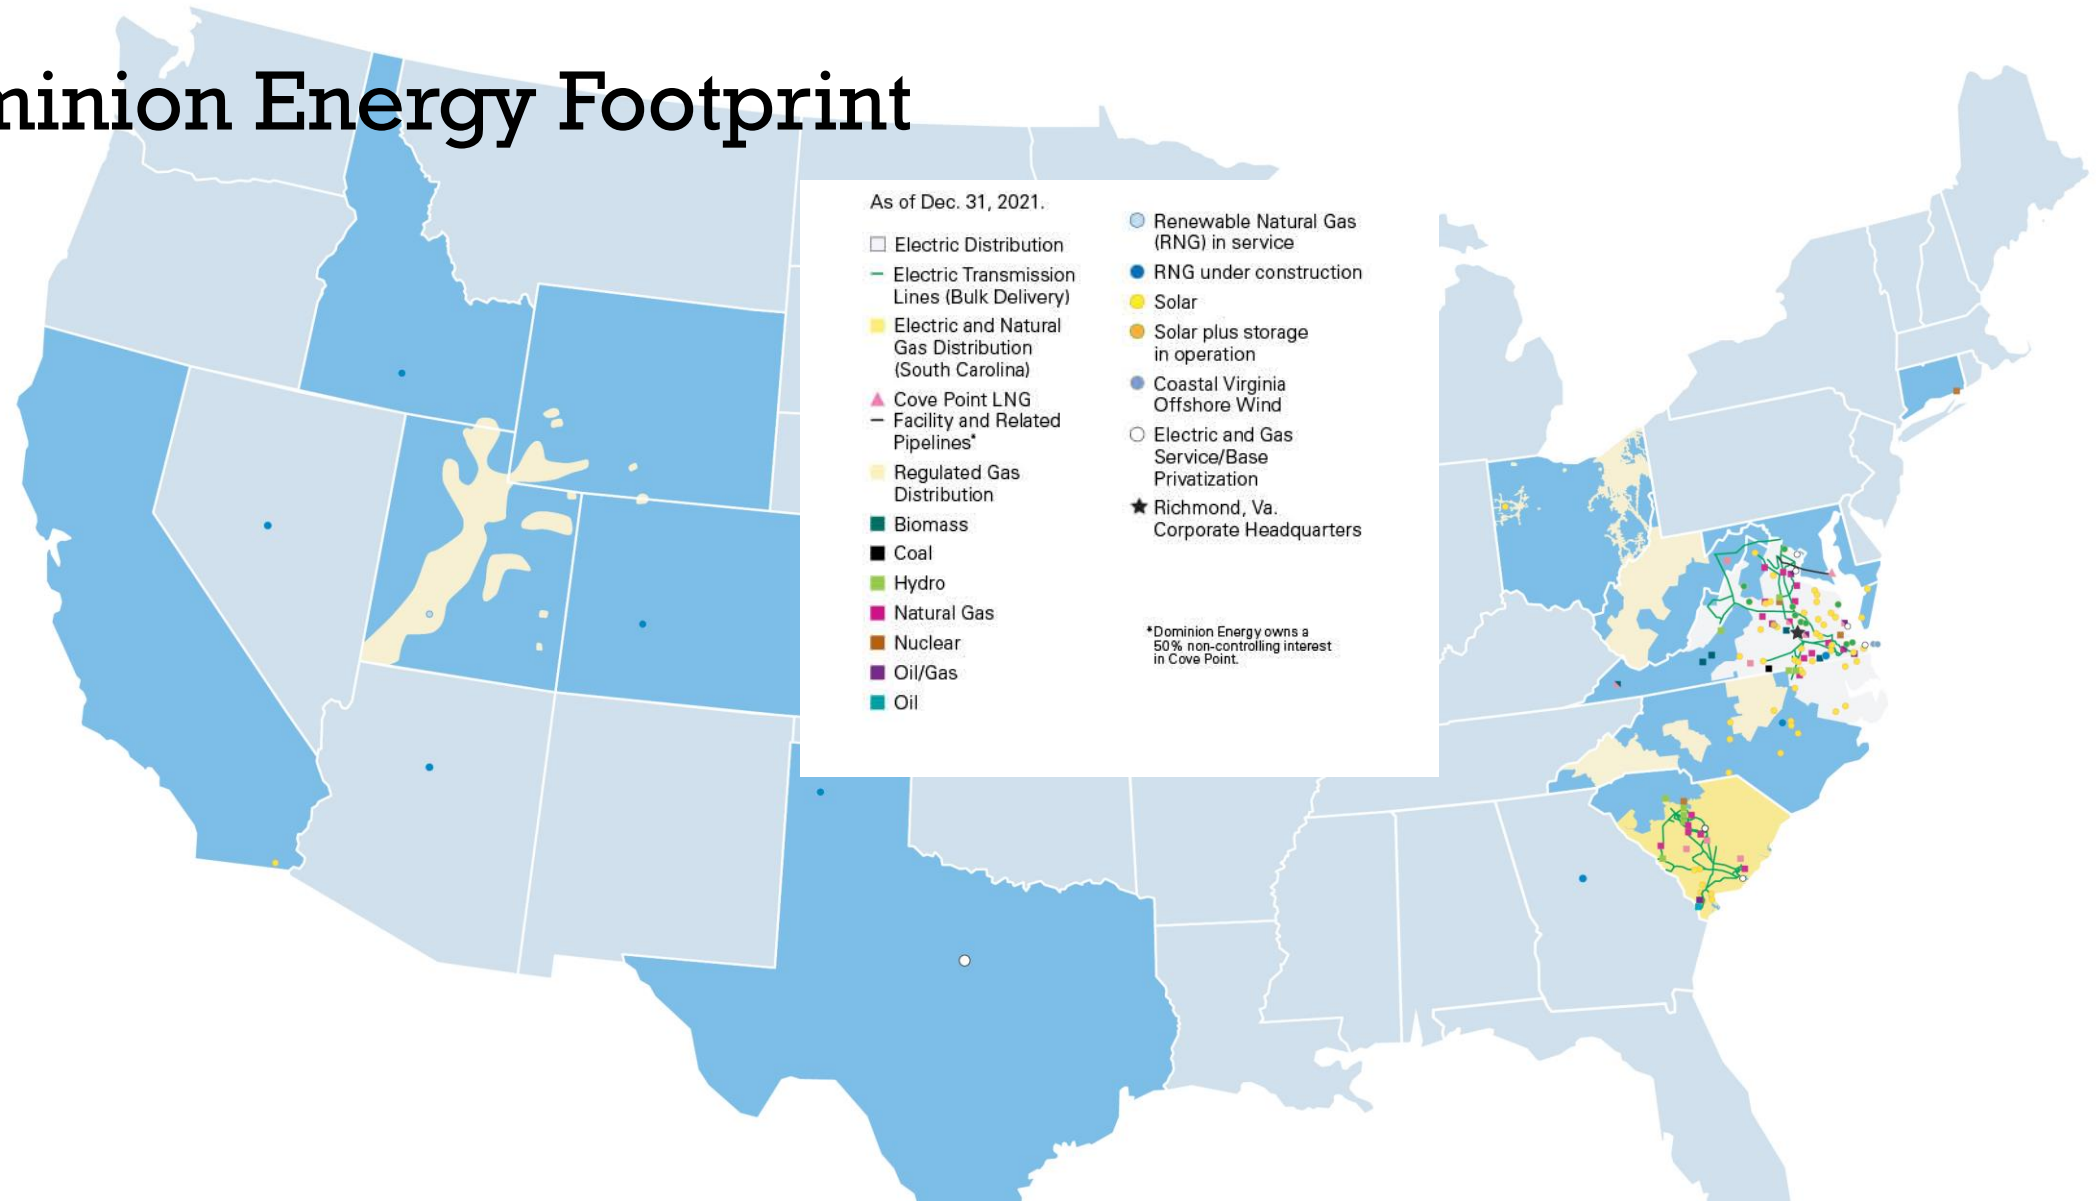 minion Energy Footprint
As of Dec. 31, 2021.
Electric Distribution
Electric Transmission
Lines (Bulk Delivery)
Electric and Natural
Gas Distribution
(South Carolina)
Cove Point LNG
Facility and Related
Pipelines*
Regulated Gas
Distribution
Biomass
Coal
Hydro
Natural Gas
Nuclear
Oil/Gas
Oil
Renewable Natural Gas
(RNG) in service
RNG under construction
Solar
Solar plus storage
in operation
Coastal Virginia
Offshore Wind
Electric and Gas
Service/Base
Privatization
Richmond, Va.
Corporate Headquarters
*Dominion Energy owns a
50% non-controlling interest
in Cove Point.